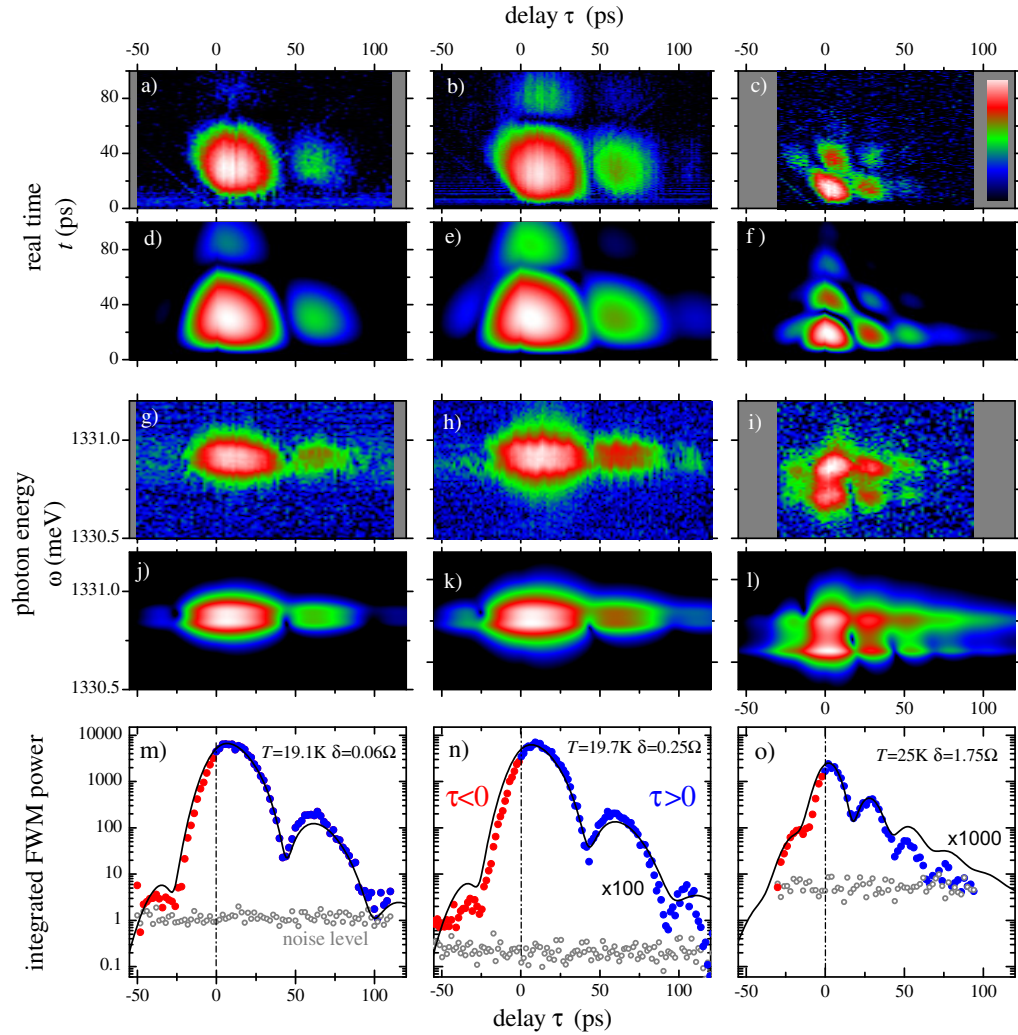 delay τ (ps)
-50 0 50 100 -50 0 50 100 -50 0 50 100
a) b) c)
80
40
0
real time
t (ps)
d) e) f)
80
40
0
g) h) i)
1331.0
1330.5
photon energy
ω (meV)
j) k) l)
1331.0
1330.5
-50 0 50 100
m) T=19.1K δ=0.06Ω
n) T=19.7K δ=0.25Ω
o) T=25K δ=1.75Ω
10000
1000
100
10
1
0.1
integrated FWM power
τ<0 τ>0
x100
x1000
noise level
-50 0 50 100 -50 0 50 100 -50 0 50 100
delay τ (ps)